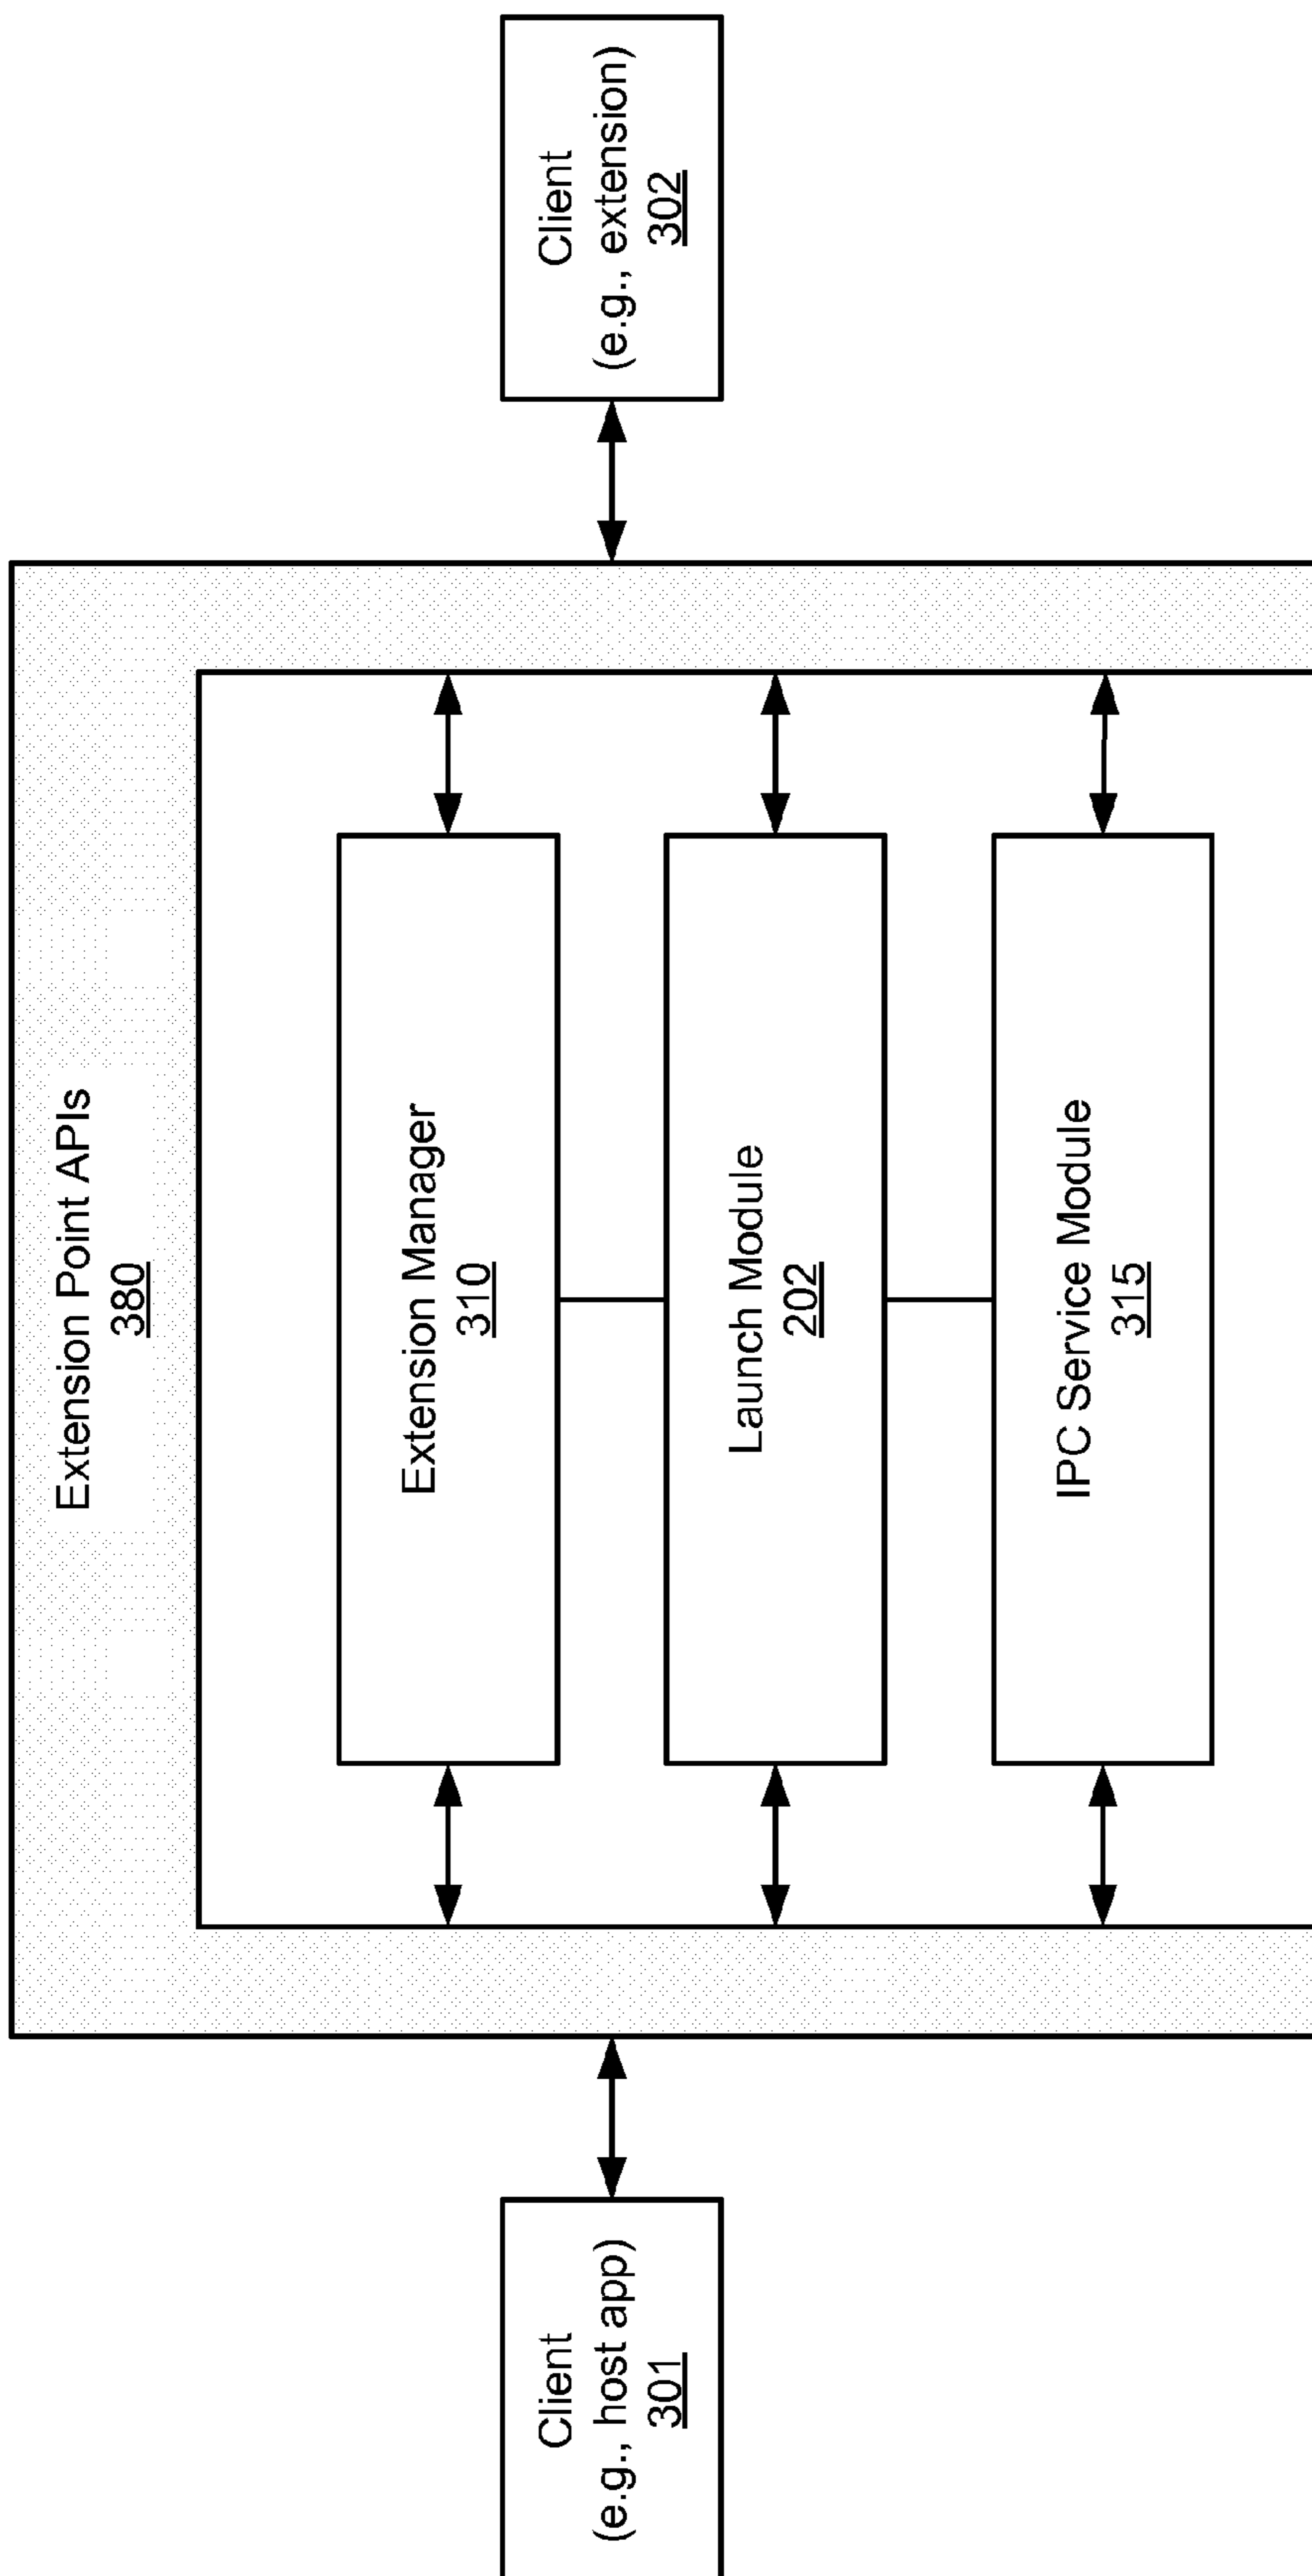 Extension Point APIs
380
Client
(e.g., host app)
301
Extension Manager
310
Launch Module
202
IPC Service Module
315
Client
(e.g., extension)
302